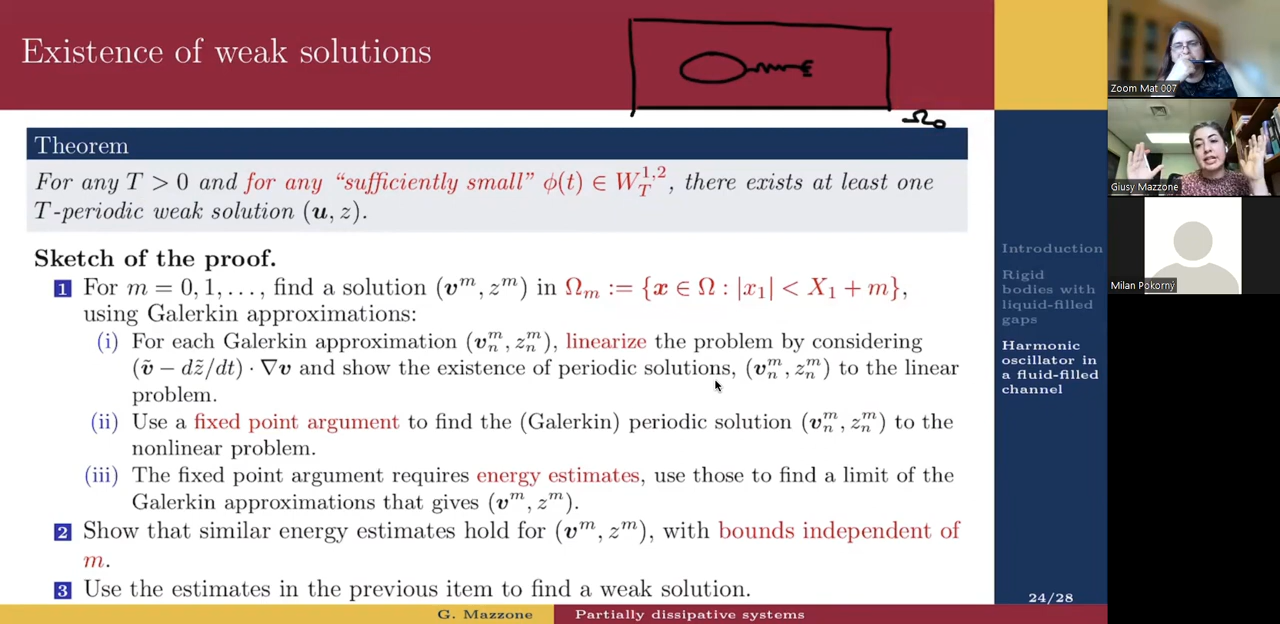 Existence of weak solutions
Ω₀
Theorem
For any T > 0 and for any “sufficiently small” ϕ(t) ∈ W_T^{1,2}, there exists at least one
T-periodic weak solution (u, z).
Sketch of the proof.
1 For m = 0, 1, . . . , find a solution (v^m, z^m) in Ω_m := {x ∈ Ω : |x₁| < X₁ + m},
using Galerkin approximations:
(i) For each Galerkin approximation (v_n^m, z_n^m), linearize the problem by considering
(ṽ − dz̃/dt) · ∇v and show the existence of periodic solutions, (v_n^m, z_n^m) to the linear
problem.
(ii) Use a fixed point argument to find the (Galerkin) periodic solution (v_n^m, z_n^m) to the
nonlinear problem.
(iii) The fixed point argument requires energy estimates, use those to find a limit of the
Galerkin approximations that gives (v^m, z^m).
2 Show that similar energy estimates hold for (v^m, z^m), with bounds independent of
m.
3 Use the estimates in the previous item to find a weak solution.
Introduction
Rigid
bodies with
liquid-filled
gaps
Harmonic
oscillator in
a fluid-filled
channel
24/28
G. Mazzone
Partially dissipative systems
Zoom Mat 007
Giusy Mazzone
Milan Pokorný